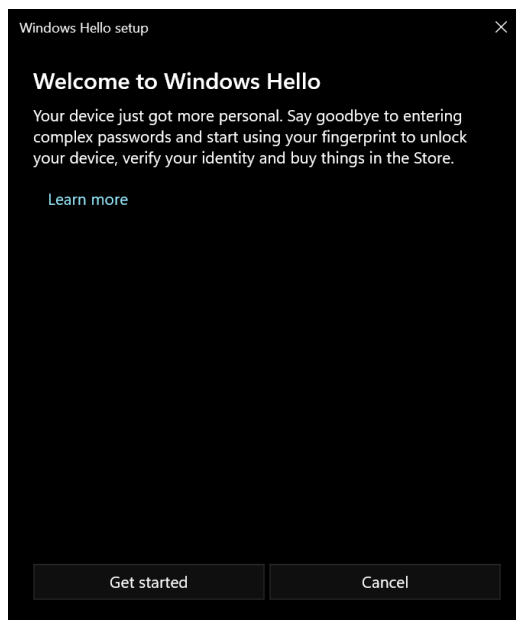 Windows Hello setup
Welcome to Windows Hello
Your device just got more personal. Say goodbye to entering
complex passwords and start using your fingerprint to unlock
your device, verify your identity and buy things in the Store.
Learn more
Get started
Cancel